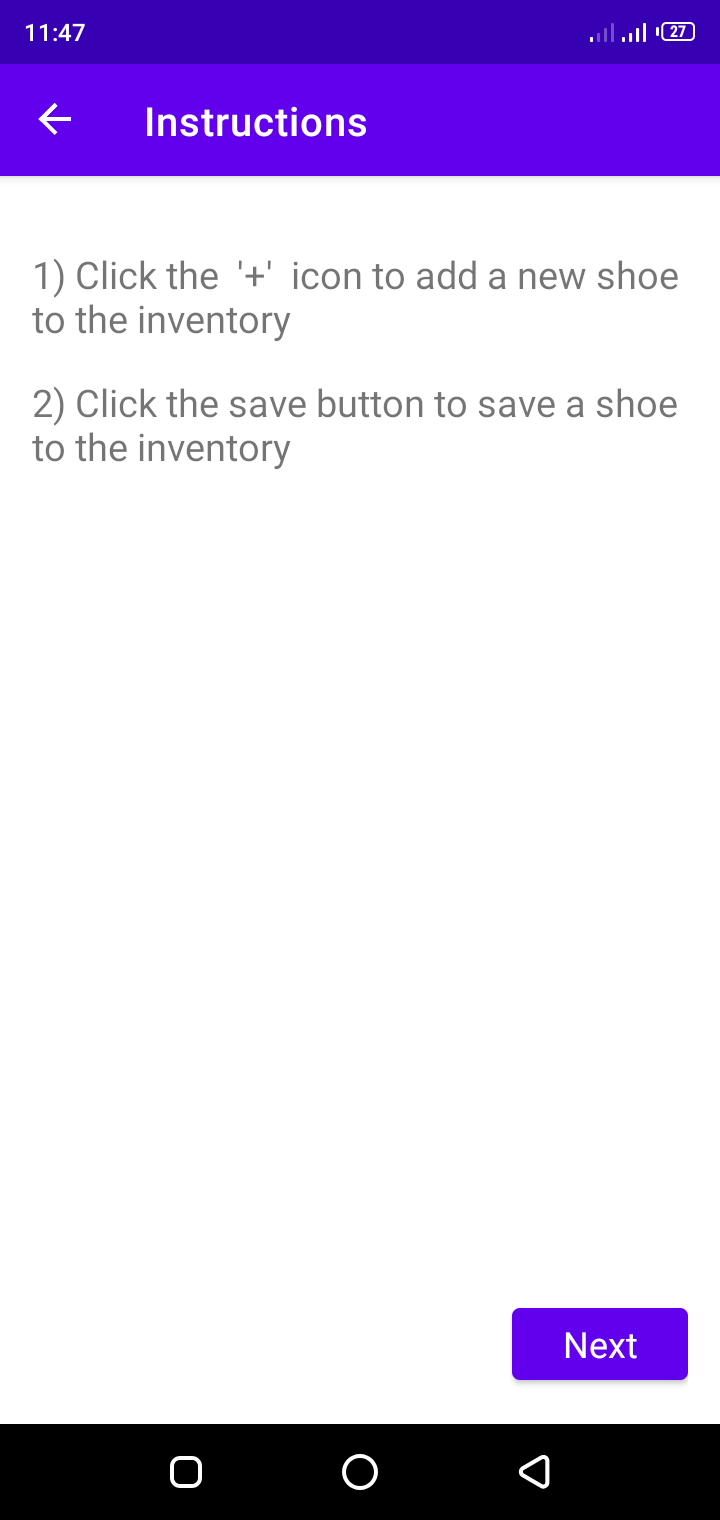 11:47
27
Instructions
1) Click the  '+'  icon to add a new shoe
to the inventory
2) Click the save button to save a shoe
to the inventory
Next